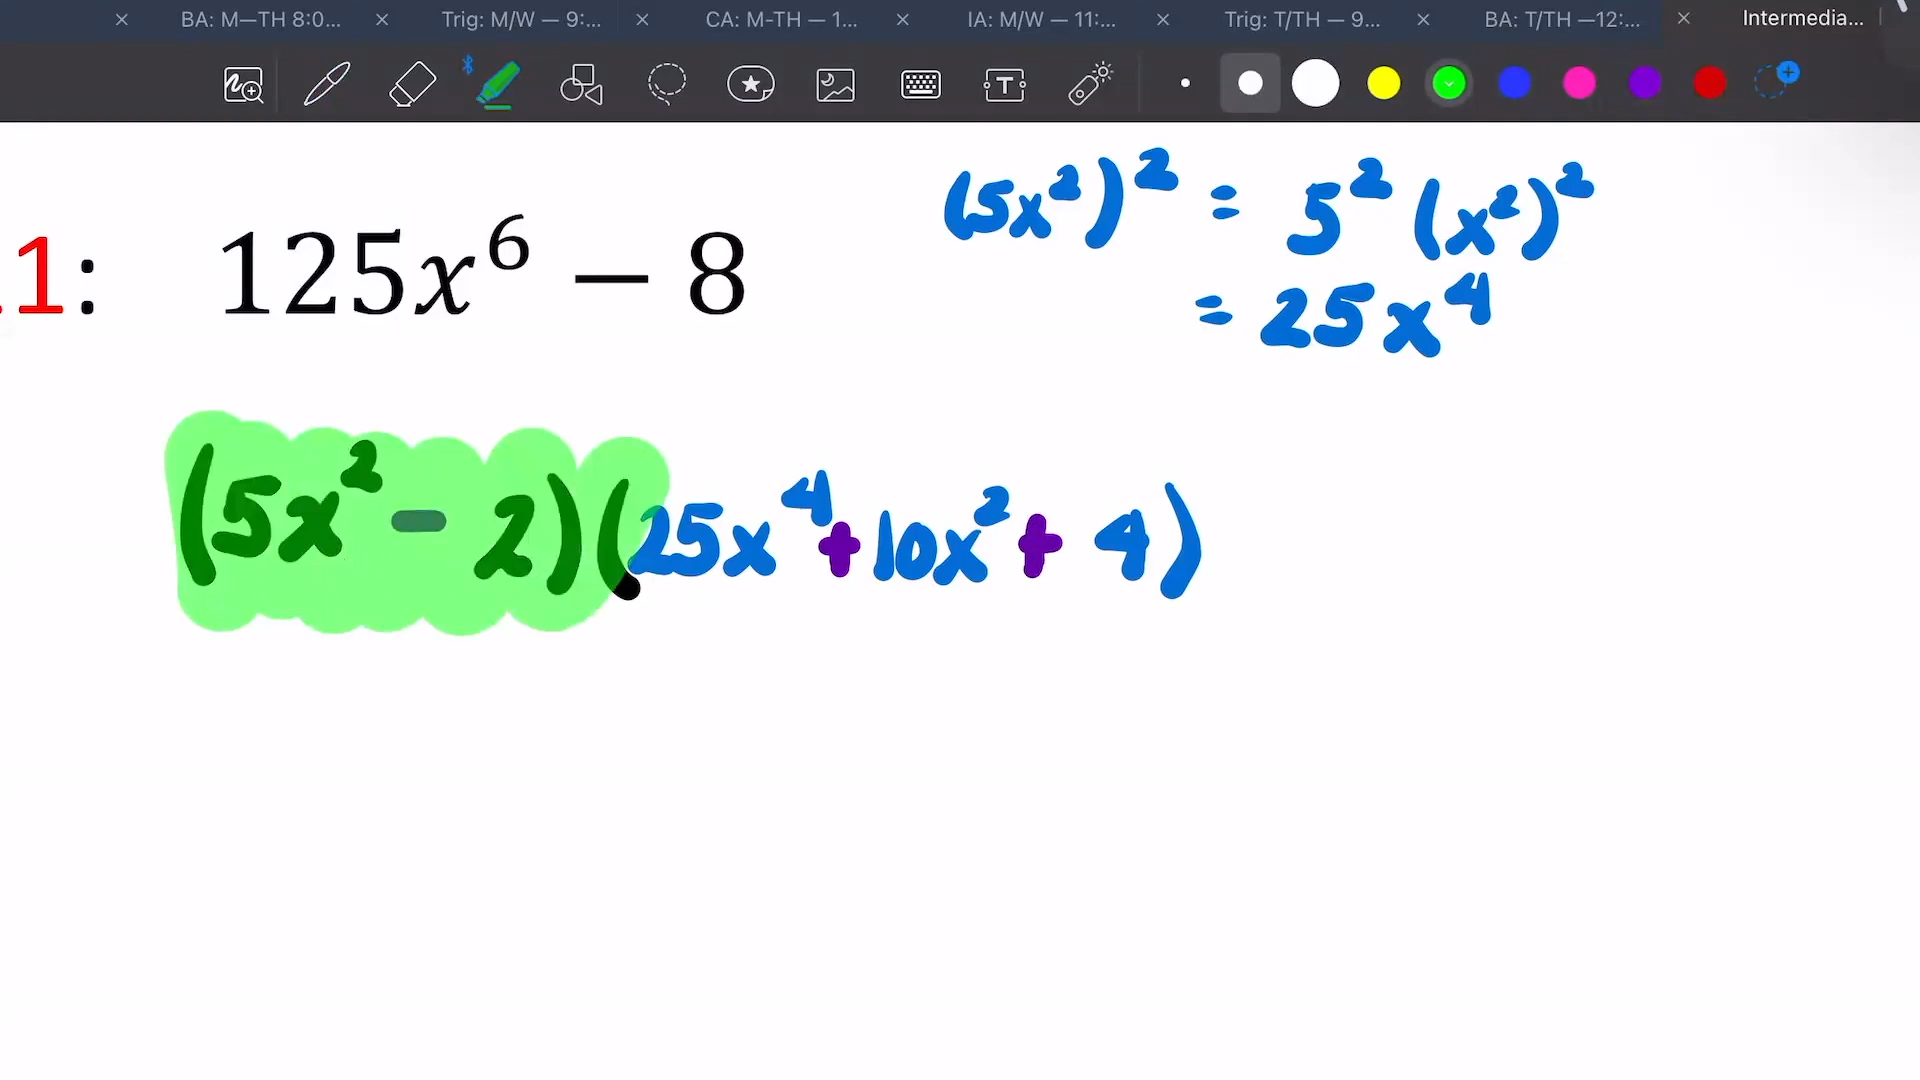 BA: M—TH 8:0... Trig: M/W — 9:... CA: M-TH — 1... IA: M/W — 11:... Trig: T/TH — 9... BA: T/TH —12:... Intermedia...
T
(5x²)² = 5² (x²)²
1: 125x⁶ − 8
= 25x⁴
(5x² - 2)(25x⁴ + 10x² + 4)